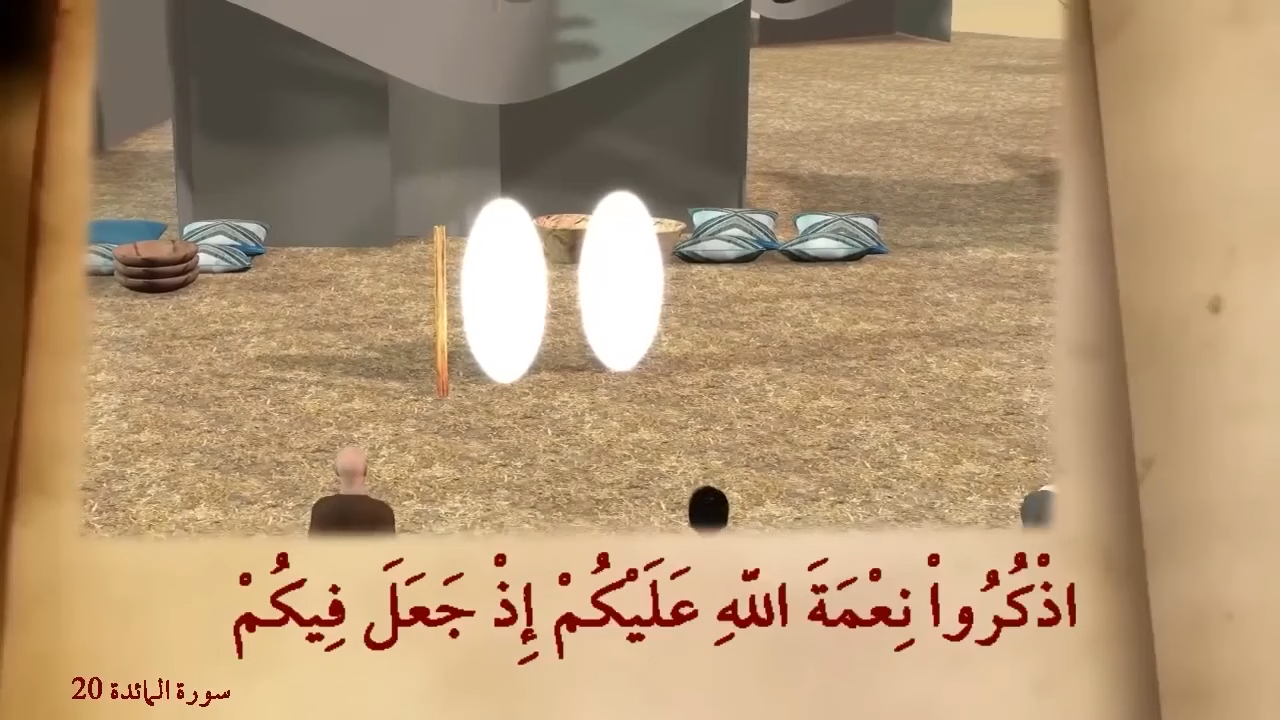 اذْكُرُواْ نِعْمَةَ اللّهِ عَلَيْكُمْ إِذْ جَعَلَ فِيكُمْ
سورة المائدة 20